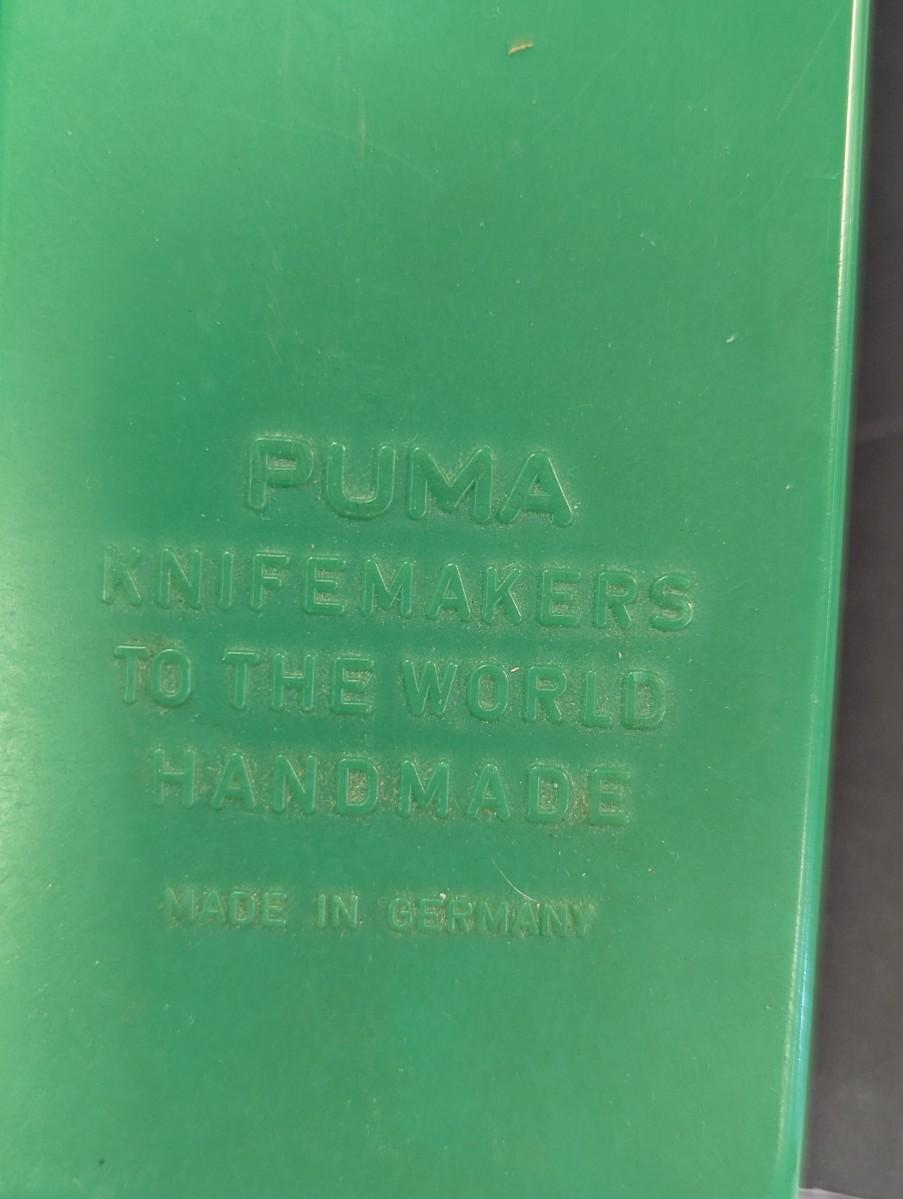 PUMA
KNIFEMAKERS
TO THE WORLD
HANDMADE
MADE IN GERMANY